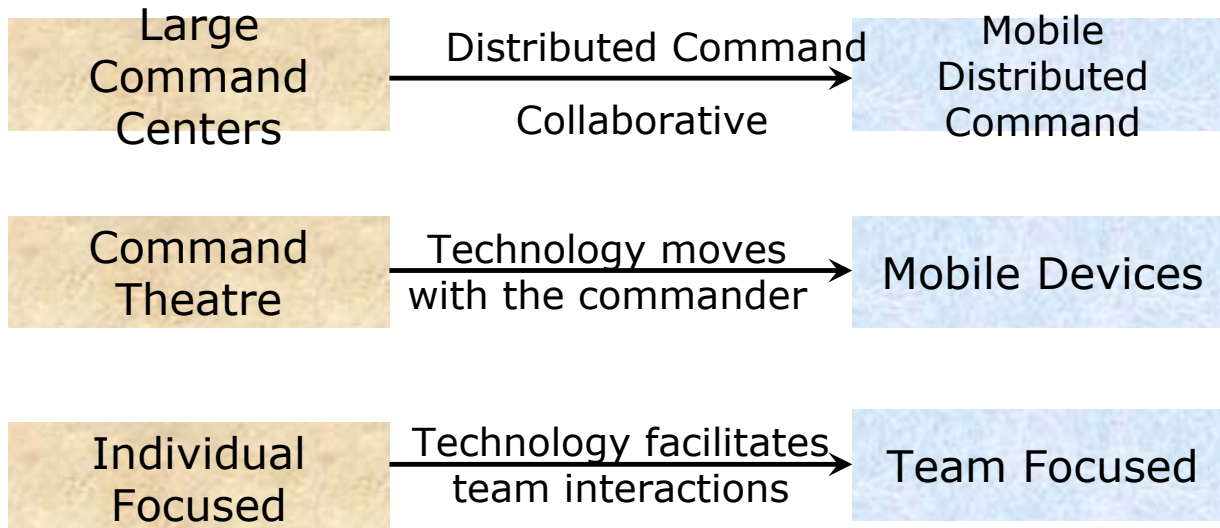 Large
Command
Centers
Distributed Command
Collaborative
Mobile
Distributed
Command
Command
Theatre
Technology moves
with the commander
Mobile Devices
Individual
Focused
Technology facilitates
team interactions
Team Focused